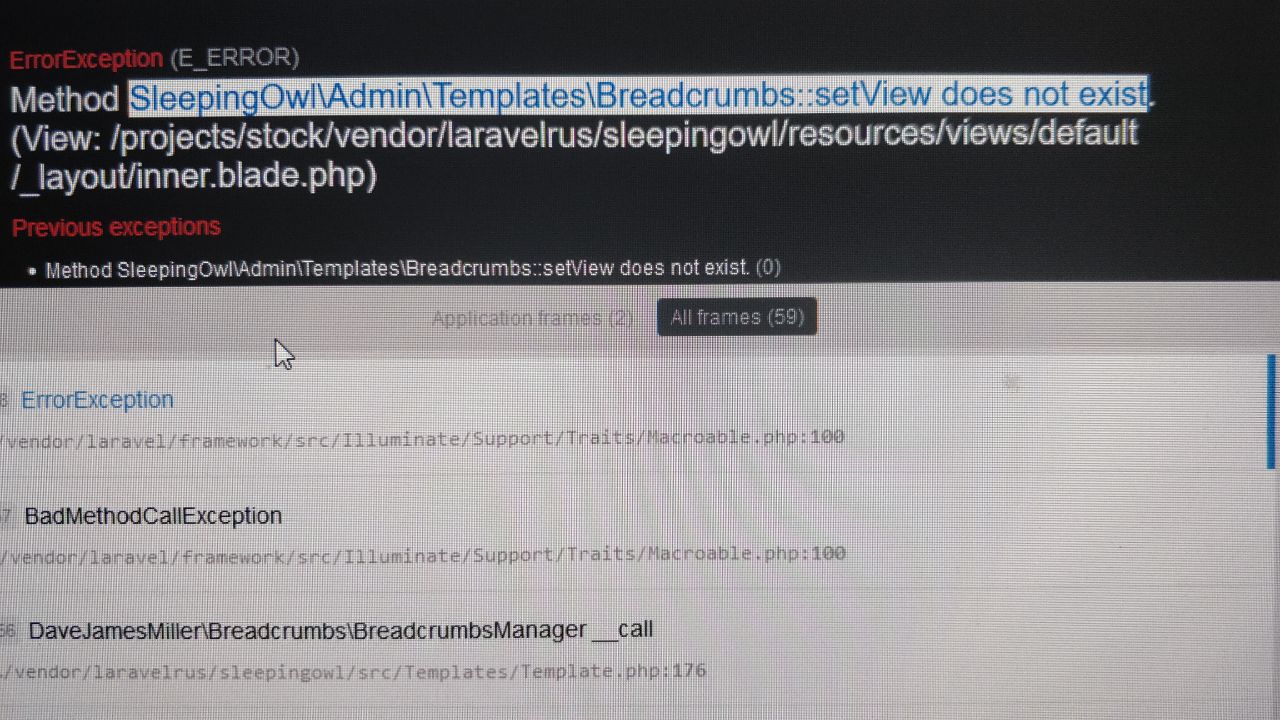 ErrorException (E_ERROR)
Method SleepingOwl\Admin\Templates\Breadcrumbs::setView does not exist.
(View: /projects/stock/vendor/laravelrus/sleepingowl/resources/views/default
/_layout/inner.blade.php)
Previous exceptions
• Method SleepingOwl\Admin\Templates\Breadcrumbs::setView does not exist. (0)
Application frames (2) All frames (59)
8 ErrorException
/vendor/laravel/framework/src/Illuminate/Support/Traits/Macroable.php:100
7 BadMethodCallException
/vendor/laravel/framework/src/Illuminate/Support/Traits/Macroable.php:100
56 DaveJamesMiller\Breadcrumbs\BreadcrumbsManager __call
/vendor/laravelrus/sleepingowl/src/Templates/Template.php:176